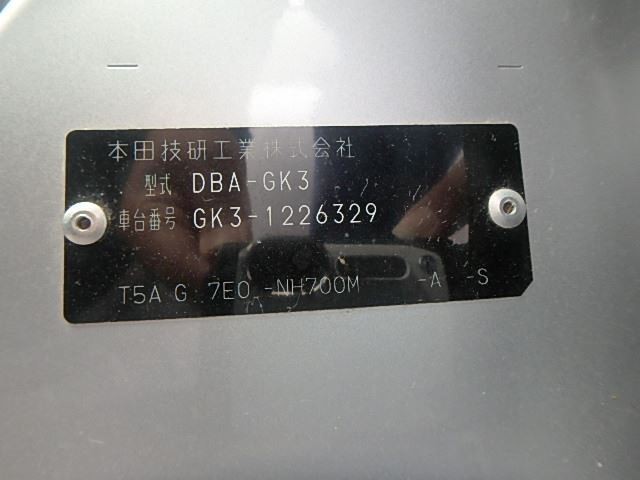 本田技研工業株式会社
型式 DBA-GK3
車台番号 GK3-1226329
T5A G 7E0 -NH700M -A -S